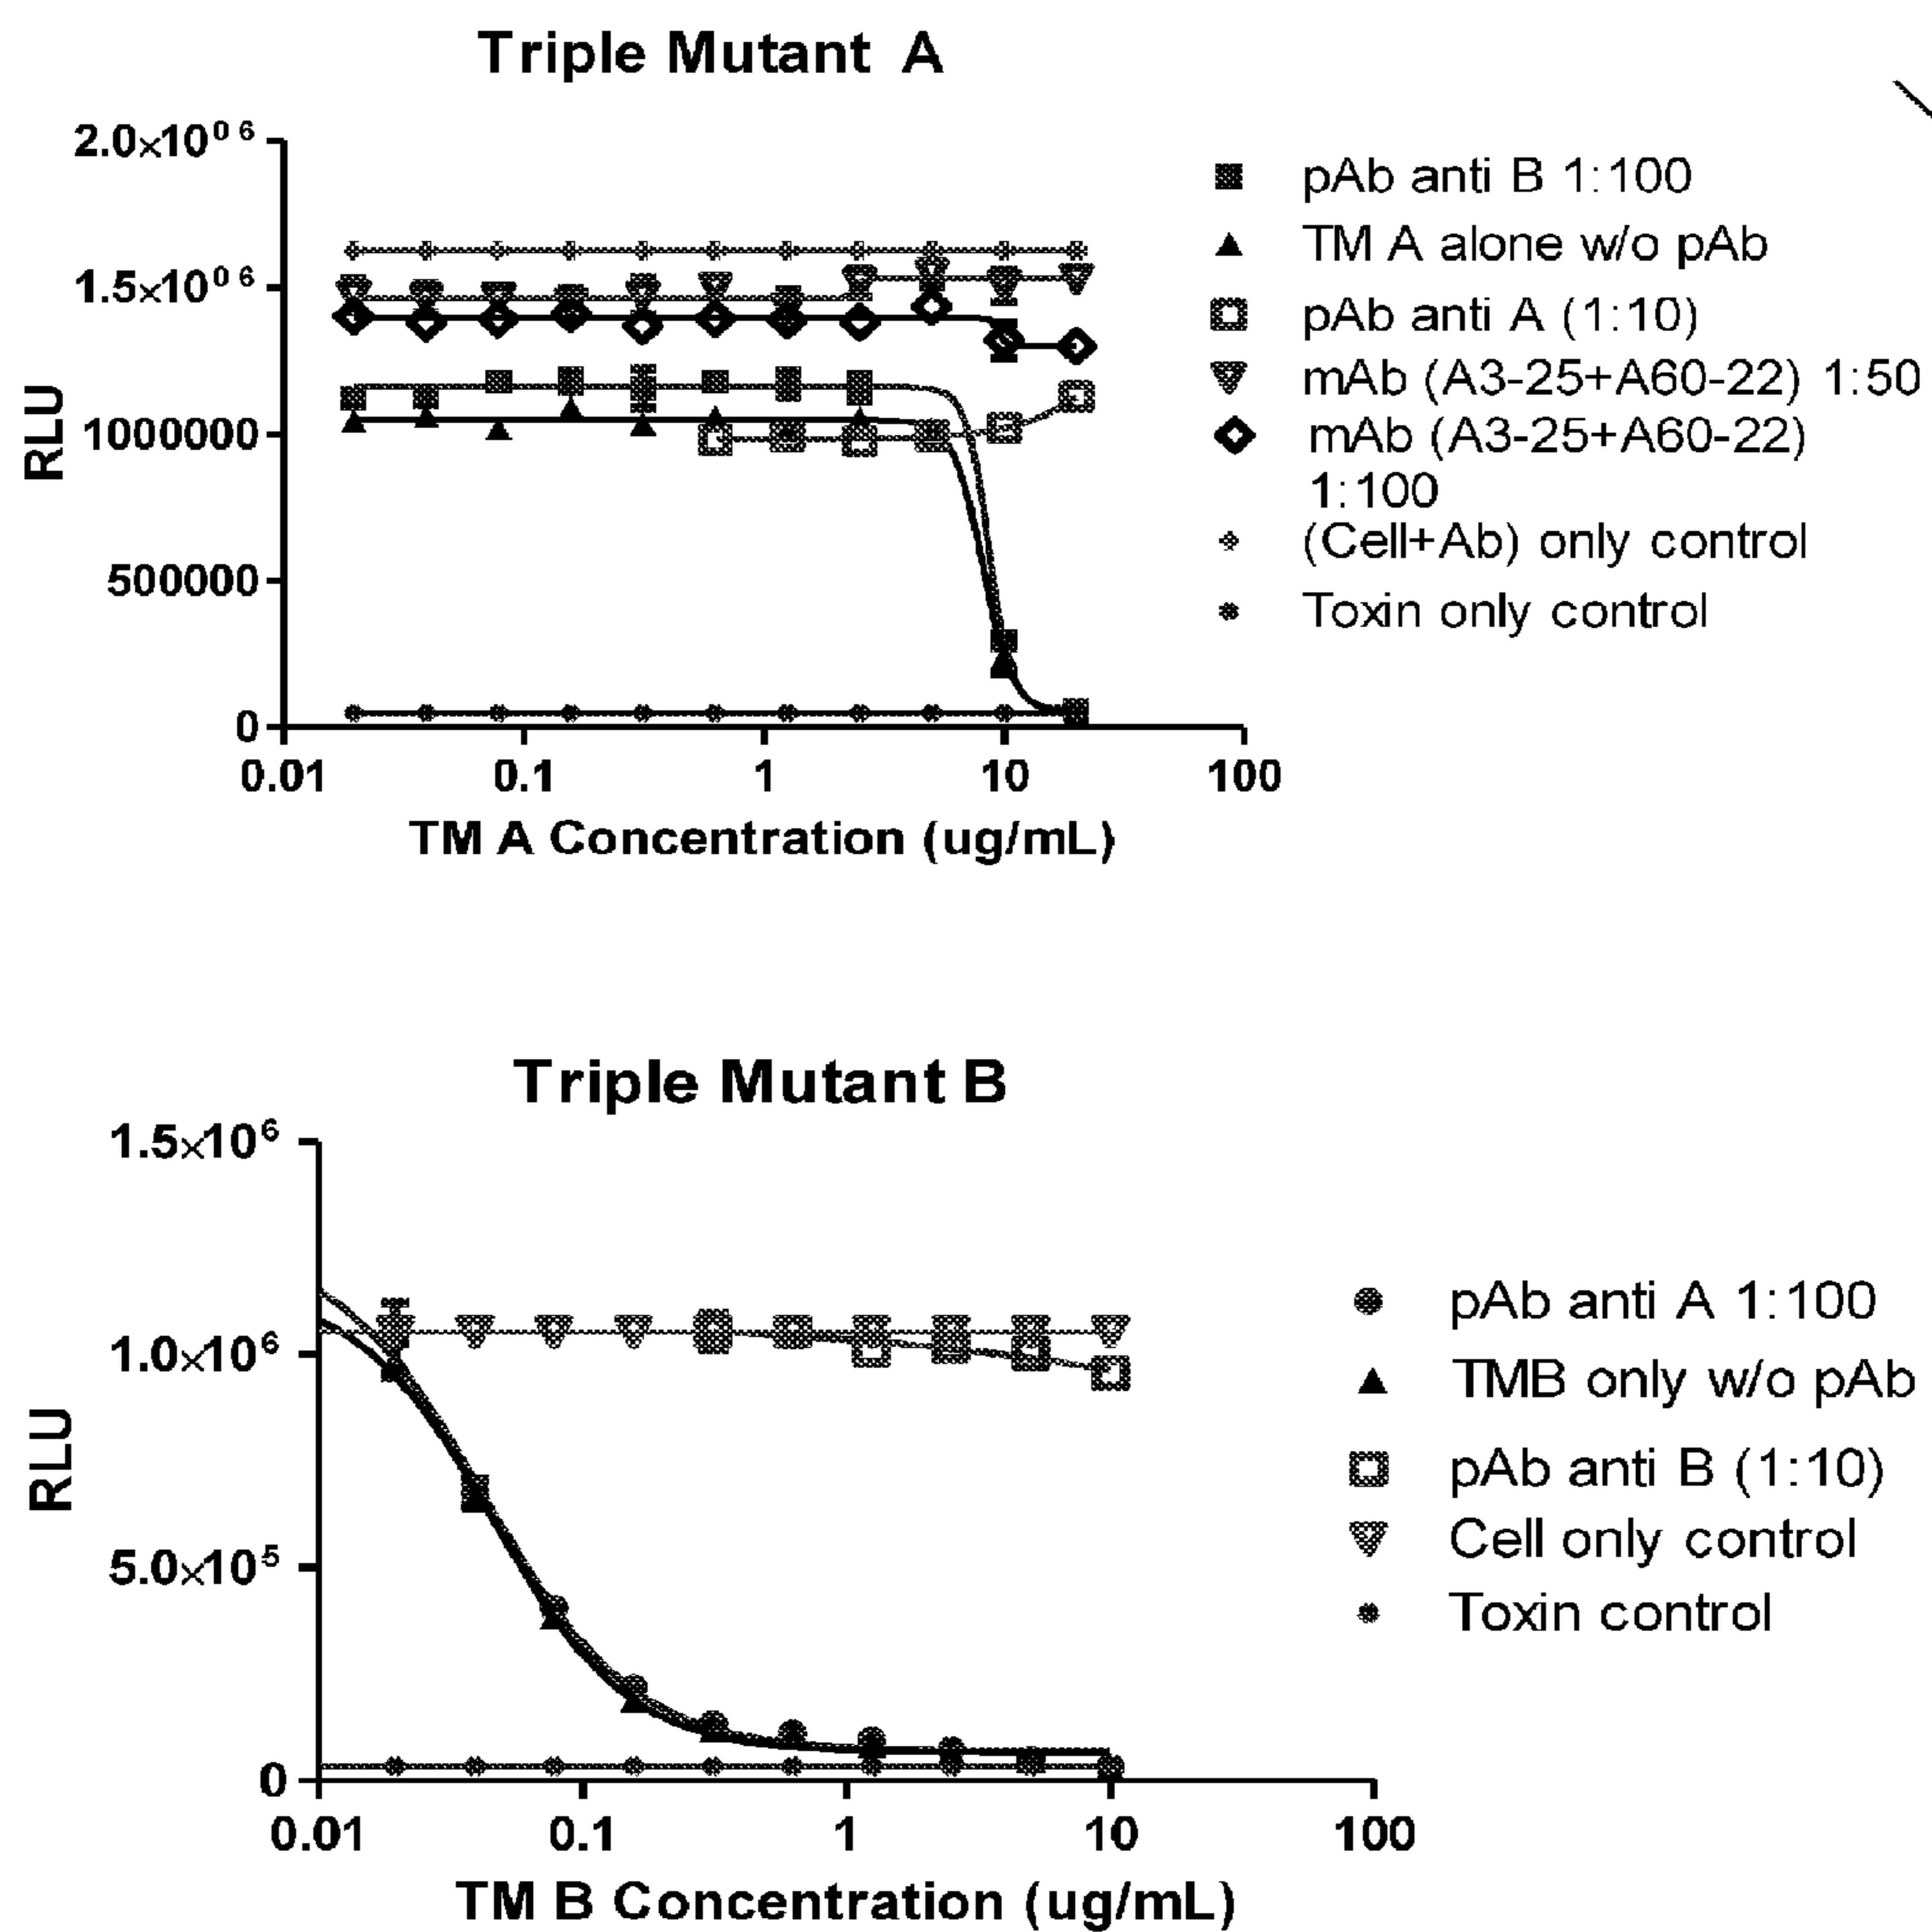 Triple Mutant A
2.0×10⁰⁶
1.5×10⁰⁶
1000000
500000
0
RLU
0.01 0.1 1 10 100
TM A Concentration (ug/mL)
pAb anti B 1:100
TM A alone w/o pAb
pAb anti A (1:10)
mAb (A3-25+A60-22) 1:50
mAb (A3-25+A60-22)
1:100
(Cell+Ab) only control
Toxin only control
Triple Mutant B
1.5×10⁶
1.0×10⁶
5.0×10⁵
0
RLU
0.01 0.1 1 10 100
TM B Concentration (ug/mL)
pAb anti A 1:100
TMB only w/o pAb
pAb anti B (1:10)
Cell only control
Toxin control